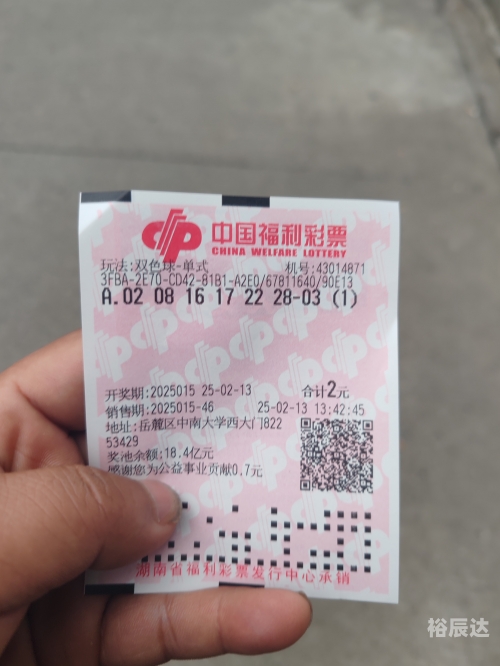 中国福利彩票
CHINA WELFARE LOTTERY
玩法:双色球-单式 机号:43014871
3FBA-2E70-CD42-81B1-A2E0/67811640/90E13
A.02 08 16 17 22 28-03 (1)
开奖期:2025015 25-02-13 合计2元
销售期:2025015-46 25-02-13 13:42:45
地址:岳麓区中南大学西大门822
53429
奖池余额:18.4亿元
感谢您为公益事业贡献0.7元
湖南省福利彩票发行中心承销
裕辰达